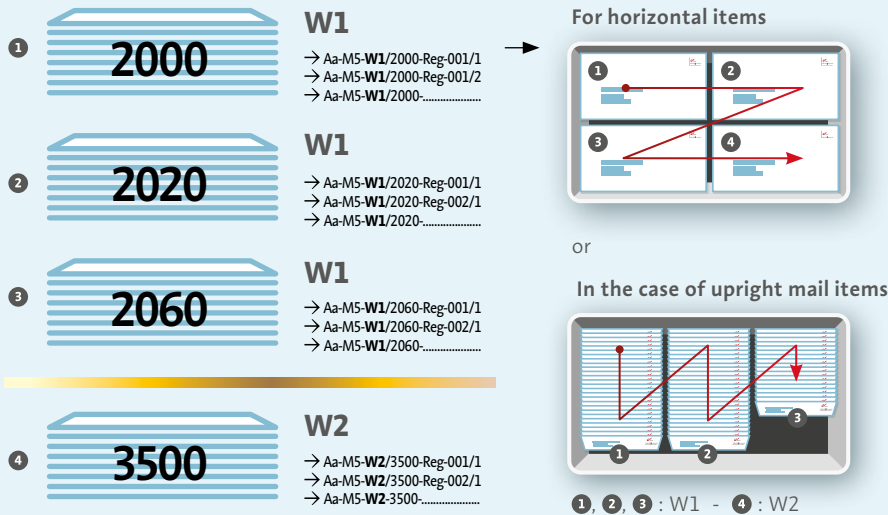 1
2000
W1
→ Aa-M5-W1/2000-Reg-001/1
→ Aa-M5-W1/2000-Reg-001/2
→ Aa-M5-W1/2000-.....................
2
2020
W1
→ Aa-M5-W1/2020-Reg-001/1
→ Aa-M5-W1/2020-Reg-002/1
→ Aa-M5-W1/2020-.....................
3
2060
W1
→ Aa-M5-W1/2060-Reg-001/1
→ Aa-M5-W1/2060-Reg-002/1
→ Aa-M5-W1/2060-.....................
4
3500
W2
→ Aa-M5-W2/3500-Reg-001/1
→ Aa-M5-W2/3500-Reg-002/1
→ Aa-M5-W2-3500-.....................
For horizontal items
1
2
3
4
or
In the case of upright mail items
1
2
3
1, 2, 3 : W1 - 4 : W2